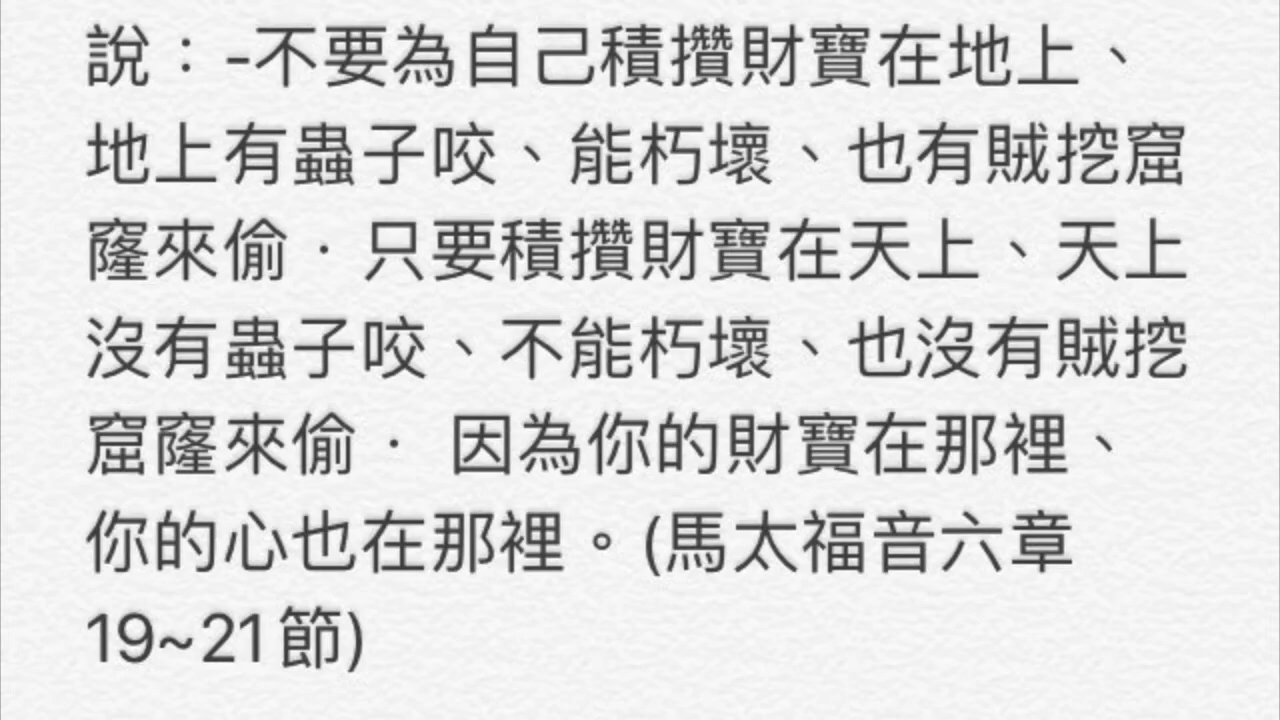 說：-不要為自己積攢財寶在地上、
地上有蟲子咬、能朽壞、也有賊挖窟
窿來偷．只要積攢財寶在天上、天上
沒有蟲子咬、不能朽壞、也沒有賊挖
窟窿來偷． 因為你的財寶在那裡、
你的心也在那裡。(馬太福音六章
19~21節)